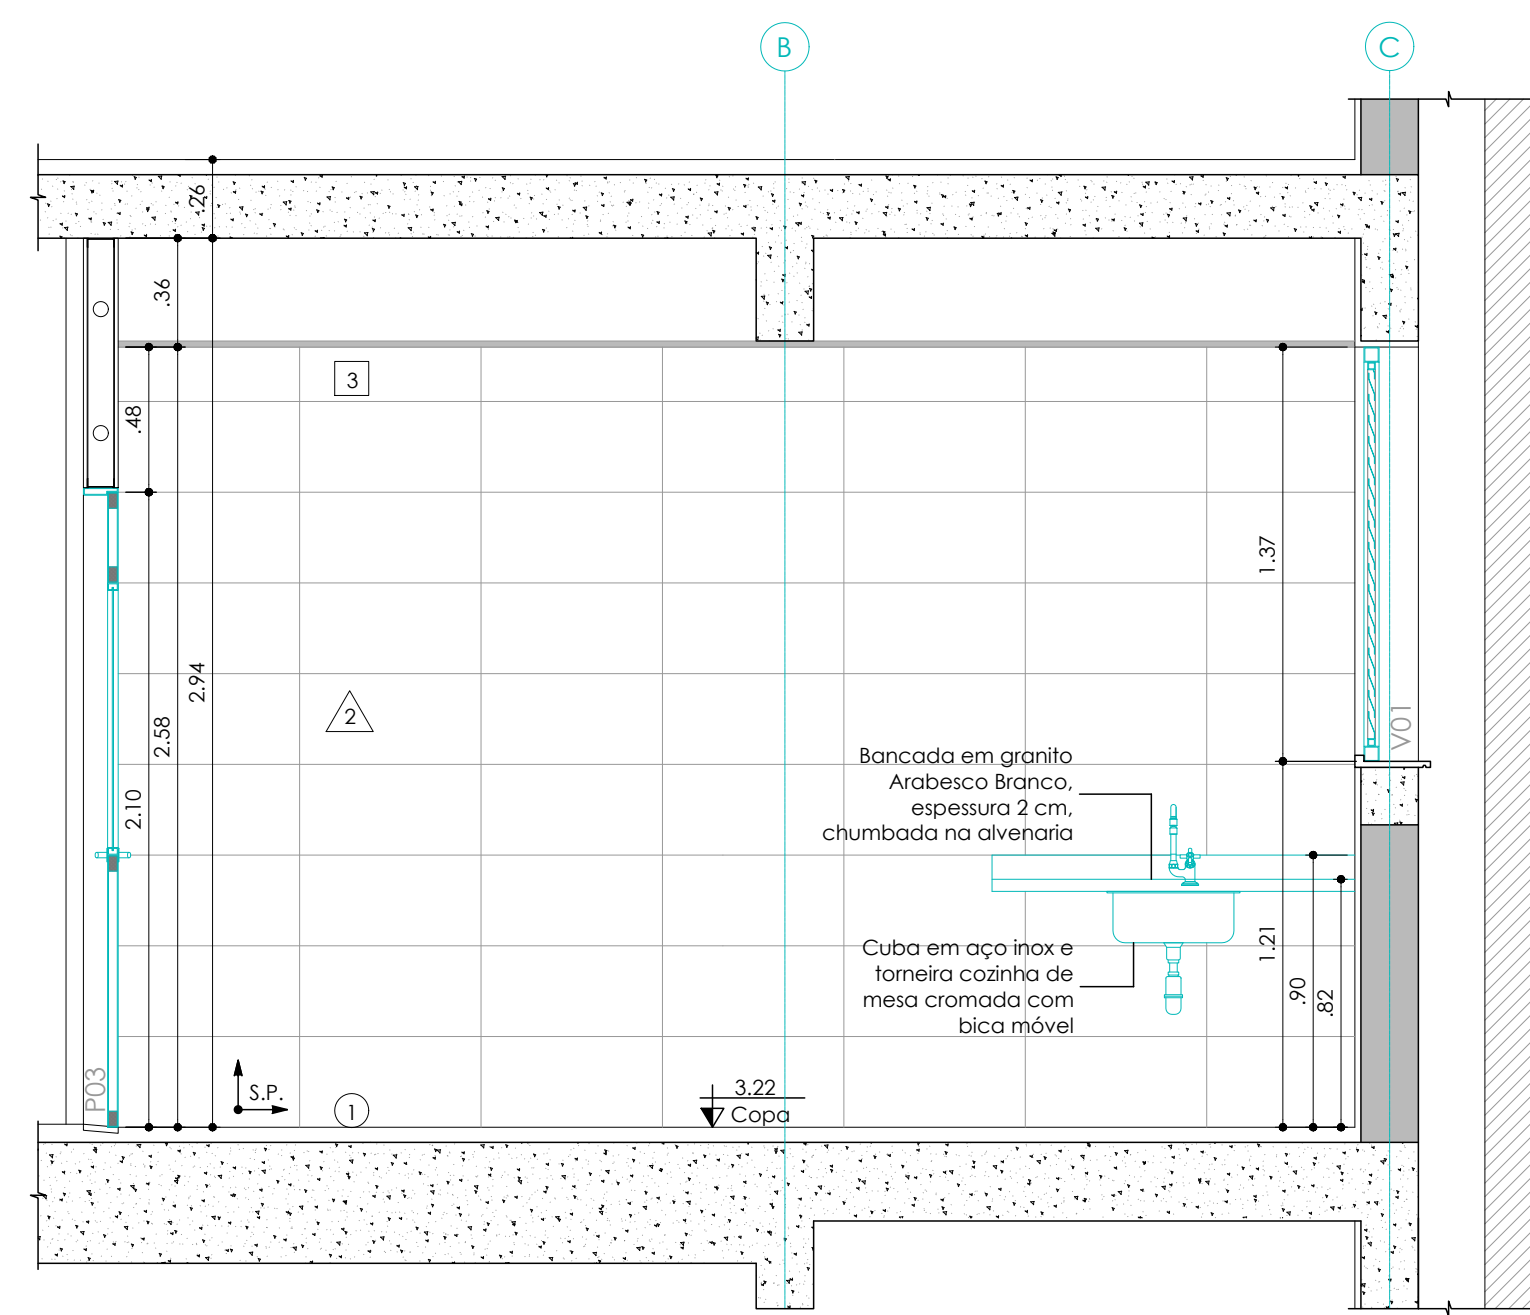 B
C
.26
.36
3
.48
1.37
2.94
2.58
2
V01
2.10
Bancada em granito
Arabesco Branco,
espessura 2 cm,
chumbada na alvenaria
1.21
.90
.82
Cuba em aço inox e
torneira cozinha de
mesa cromada com
bica móvel
P03
S.P.
1
3.22
Copa